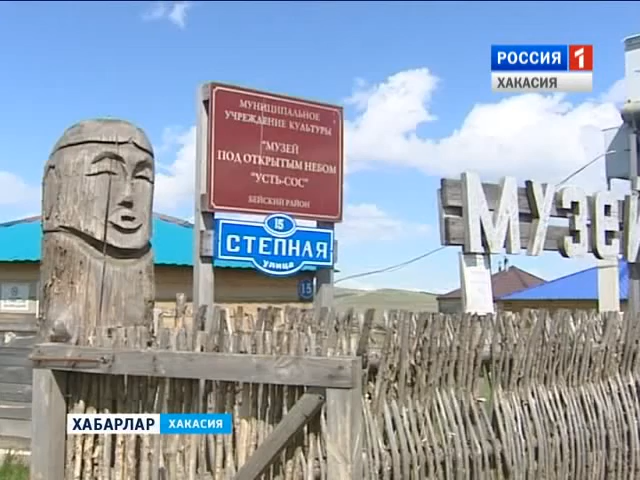 РОССИЯ 1
ХАКАСИЯ
МУНИЦИПАЛЬНОЕ
УЧРЕЖДЕНИЕ КУЛЬТУРЫ
"МУЗЕЙ
ПОД ОТКРЫТЫМ НЕБОМ
"УСТЬ-СОС"
БЕЙСКИЙ РАЙОН
15
СТЕПНАЯ
УЛИЦА
15
МУЗЕЙ
ХАБАРЛАР ХАКАСИЯ